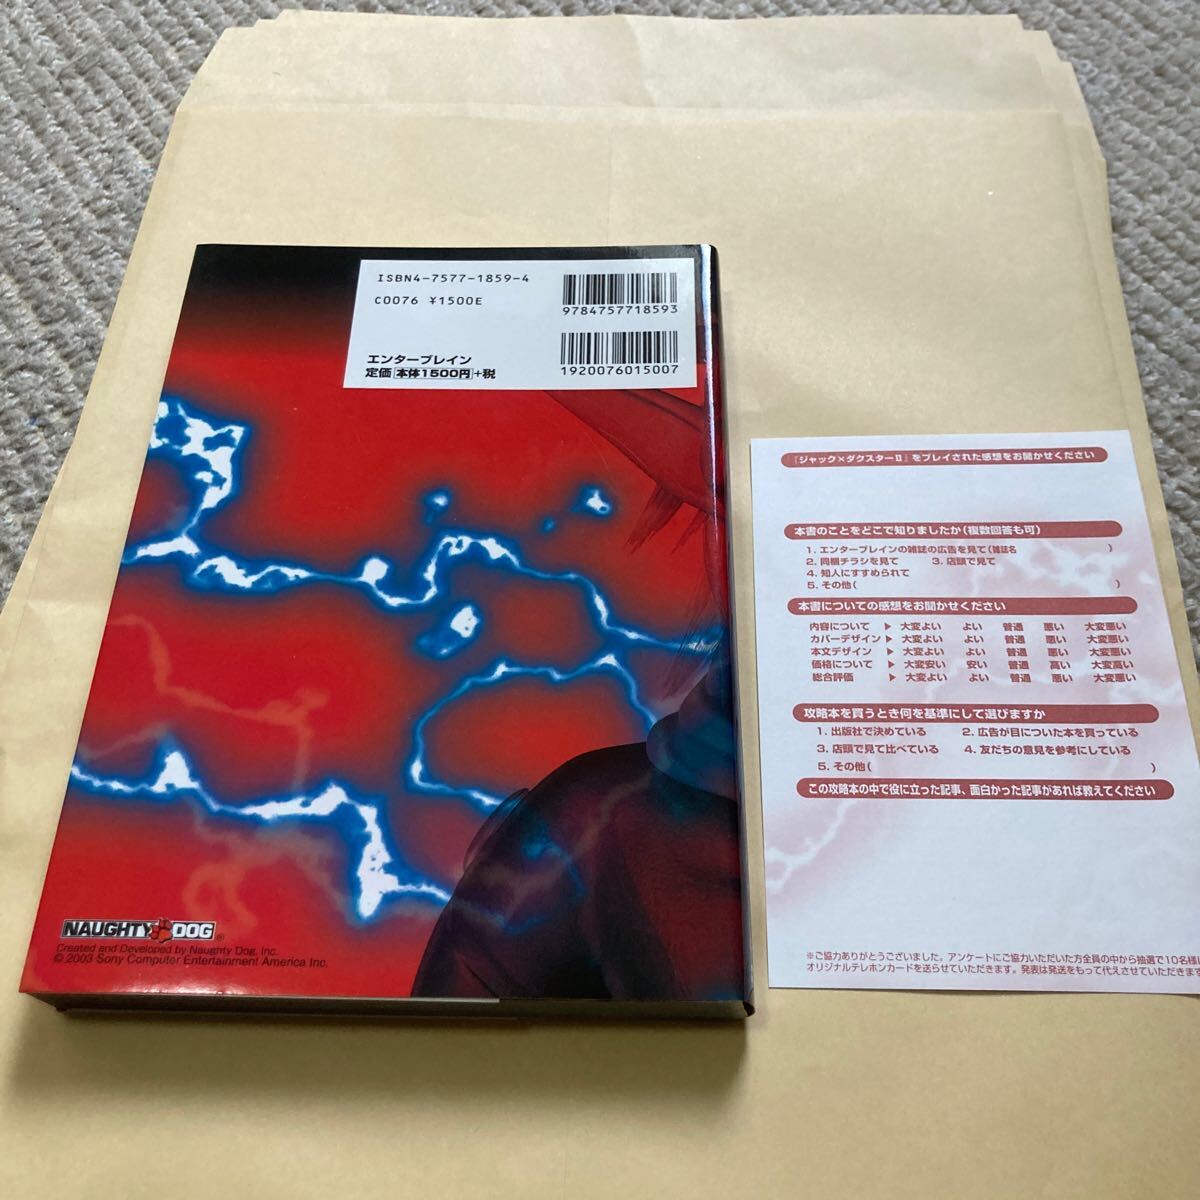 ISBN4-7577-1859-4
C0076 ¥1500E
9784757718593
エンターブレイン
定価 本体1500円 +税
1920076015007
NAUGHTY DOG
Created and Developed by Naughty Dog, Inc.
© 2003 Sony Computer Entertainment America Inc.
『ジャック×ダクスターⅡ』をプレイされた感想をお聞かせください
本書のことをどこで知りましたか(複数回答も可)
1. エンターブレインの雑誌の広告を見て(雑誌名 )
2. 同梱チラシを見て 3. 店頭で見て
4. 知人にすすめられて
5. その他( )
本書についての感想をお聞かせください
内容について ▶ 大変よい よい 普通 悪い 大変悪い
カバーデザイン▶ 大変よい よい 普通 悪い 大変悪い
本文デザイン ▶ 大変よい よい 普通 悪い 大変悪い
価格について ▶ 大変安い 安い 普通 高い 大変高い
総合評価 ▶ 大変よい よい 普通 悪い 大変悪い
攻略本を買うとき何を基準にして選びますか
1. 出版社で決めている 2. 広告が目についた本を買っている
3. 店頭で見て比べている 4. 友だちの意見を参考にしている
5. その他( )
この攻略本の中で役に立った記事、面白かった記事があれば教えてください
※ご協力ありがとうございました。アンケートにご協力いただいた方全員の中から抽選で10名様に
オリジナルテレホンカードを送らせていただきます。発表は発送をもって代えさせていただきます